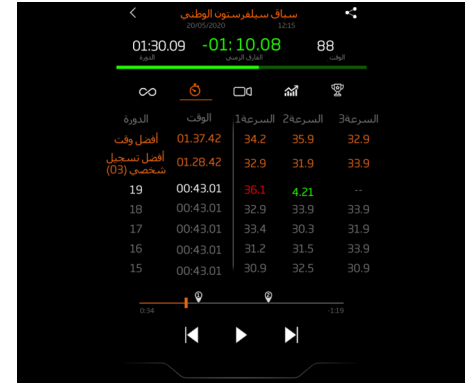 سباق سيلفرستون الوطني
20/05/2020 12:15
01:30.09 -01:10.08 88
الدورة الفارق الزمني الوقت
الدورة الوقت السرعة1 السرعة2 السرعة3
أفضل وقت 01.37.42 34.2 35.9 32.9
أفضل تسجيل شخصي (03) 01.28.42 32.9 31.9 33.9
19 00:43.01 36.1 4.21 --
18 00:43.01 32.9 33.9 33.9
17 00:43.01 33.4 30.3 31.9
16 00:43.01 31.2 31.5 33.9
15 00:43.01 30.9 32.5 30.9
1 2
0:34 -1:19